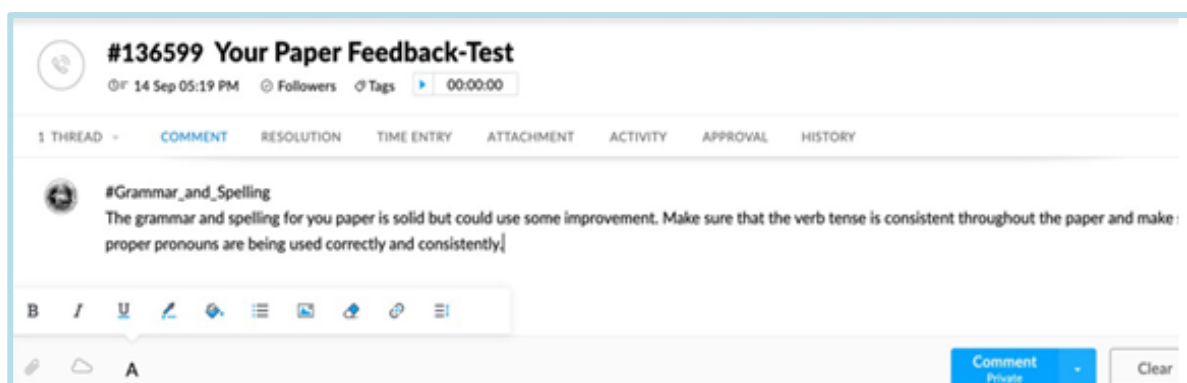 #136599 Your Paper Feedback-Test
14 Sep 05:19 PM Followers Tags 00:00:00
1 THREAD COMMENT RESOLUTION TIME ENTRY ATTACHMENT ACTIVITY APPROVAL HISTORY
#Grammar_and_Spelling
The grammar and spelling for you paper is solid but could use some improvement. Make sure that the verb tense is consistent throughout the paper and make
proper pronouns are being used correctly and consistently.
B I U
A
Comment
Private
Clear